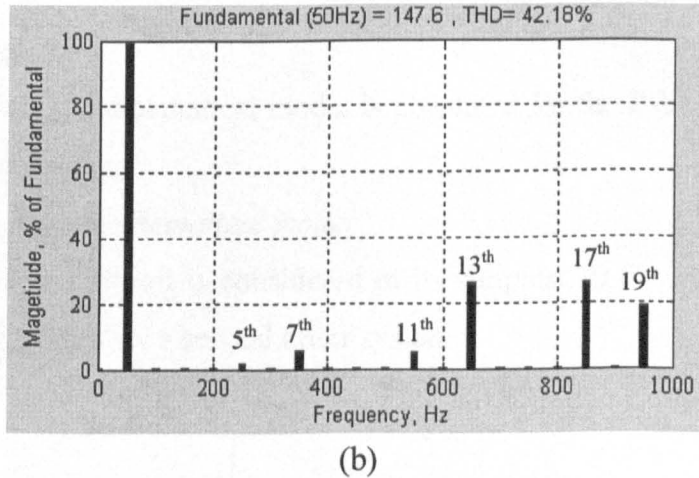 Fundamental (50Hz) = 147.6 , THD= 42.18%
100
80
60
40
20
0
Magetiude, % of Fundamental
5th
7th
11th
13th
17th
19th
0
200
400
600
800
1000
Frequency, Hz
(b)